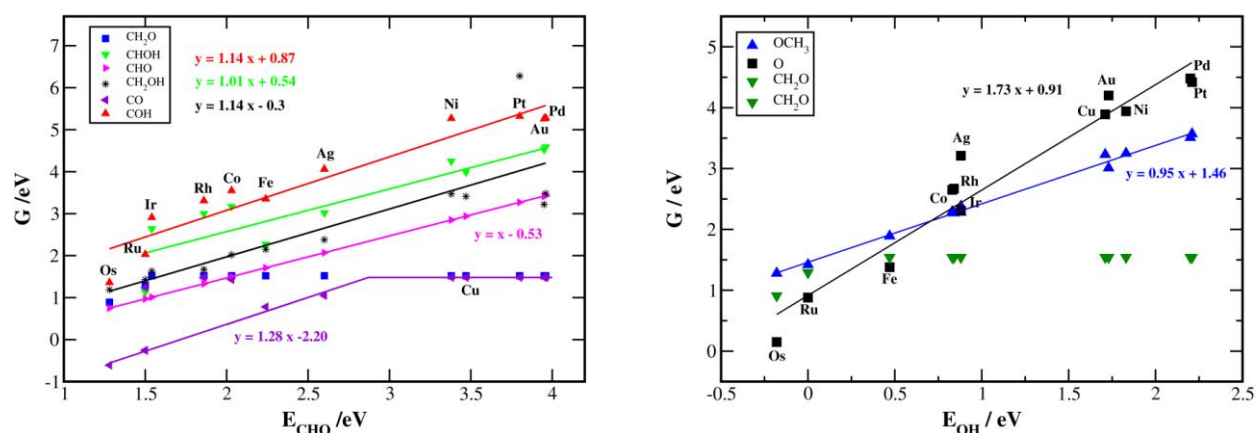 7
6
5
4
3
2
1
0
-1
G /eV
CH2O
CHOH
CHO
CH2OH
CO
COH
y = 1.14 x + 0.87
y = 1.01 x + 0.54
y = 1.14 x - 0.3
Ni
Pt
Pd
Au
Ag
Co
Fe
Rh
Ir
Ru
Os
y = x - 0.53
Cu
y = 1.28 x -2.20
1
1.5
2
2.5
3
3.5
4
ECHO /eV
5
4
3
2
1
0
G / eV
OCH3
O
CH2O
CH2O
y = 1.73 x + 0.91
Pd
Au
Pt
Cu
Ni
Ag
Rh
Co
Ir
y = 0.95 x + 1.46
Fe
Ru
Os
-0.5
0
0.5
1
1.5
2
2.5
EOH / eV